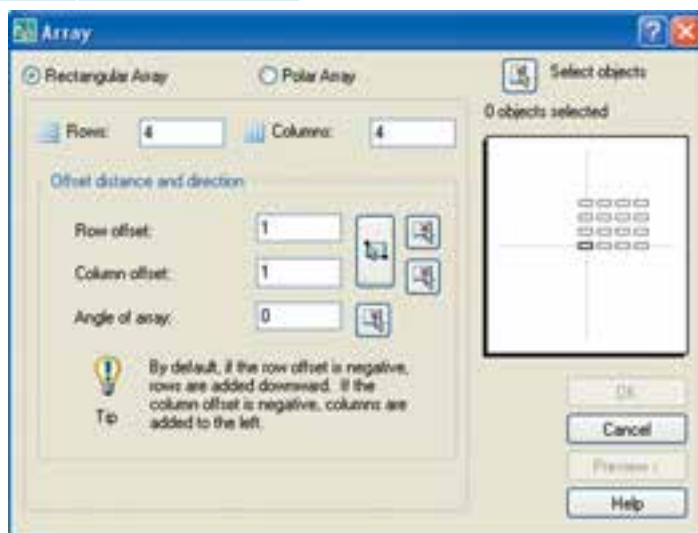 Array
Rectangular Array
Polar Array
Select objects
0 objects selected
Rows: 4
Columns: 4
Offset distance and direction
Row offset: 1
Column offset: 1
Angle of array: 0
By default, if the row offset is negative,
rows are added downward. If the
column offset is negative, columns are
added to the left.
Tip
OK
Cancel
Preview <
Help